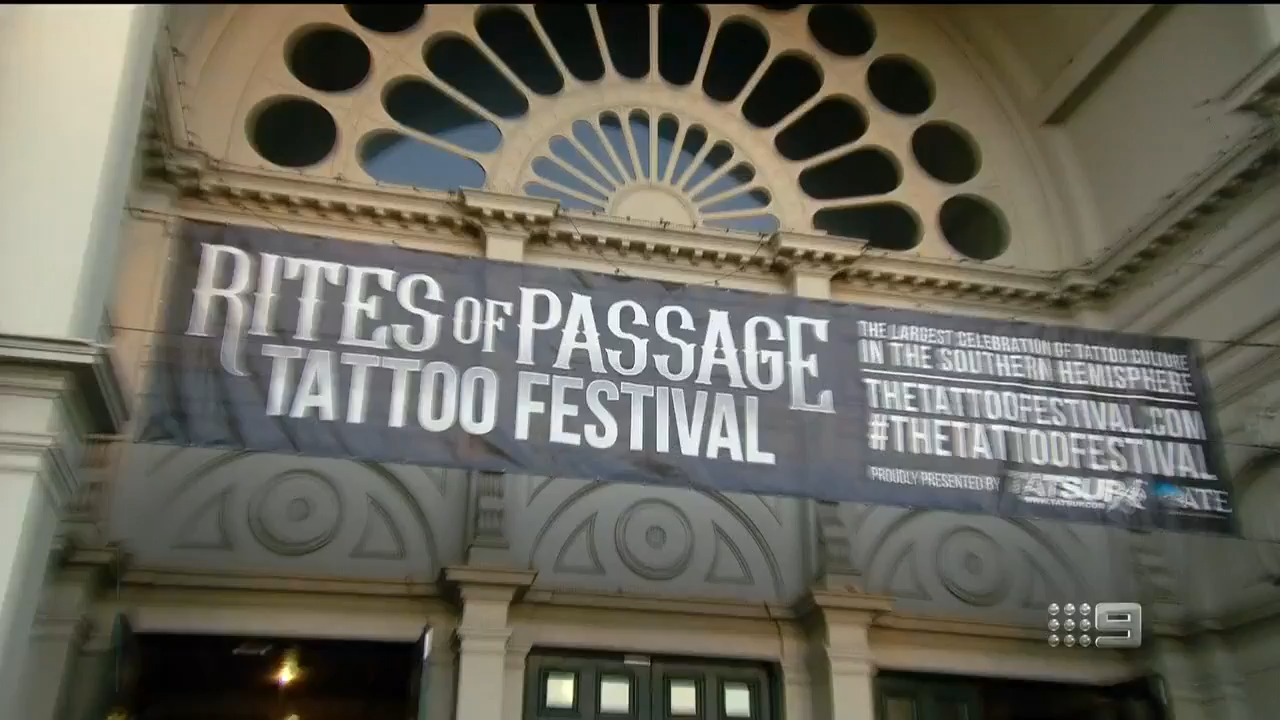 RITES OF PASSAGE
TATTOO FESTIVAL
THE LARGEST CELEBRATION OF TATTOO CULTURE
IN THE SOUTHERN HEMISPHERE
THETATTOOFESTIVAL.COM
#THETATTOOFESTIVAL
PROUDLY PRESENTED BY
9